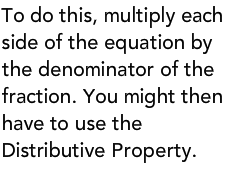 To do this, multiply each
side of the equation by
the denominator of the
fraction. You might then
have to use the
Distributive Property.